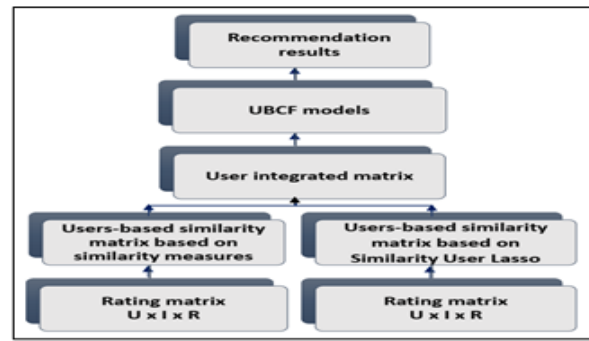 Recommendation
results
UBCF models
User integrated matrix
Users-based similarity
matrix based on
similarity measures
Users-based similarity
matrix based on
Similarity User Lasso
Rating matrix
U x I x R
Rating matrix
U x I x R